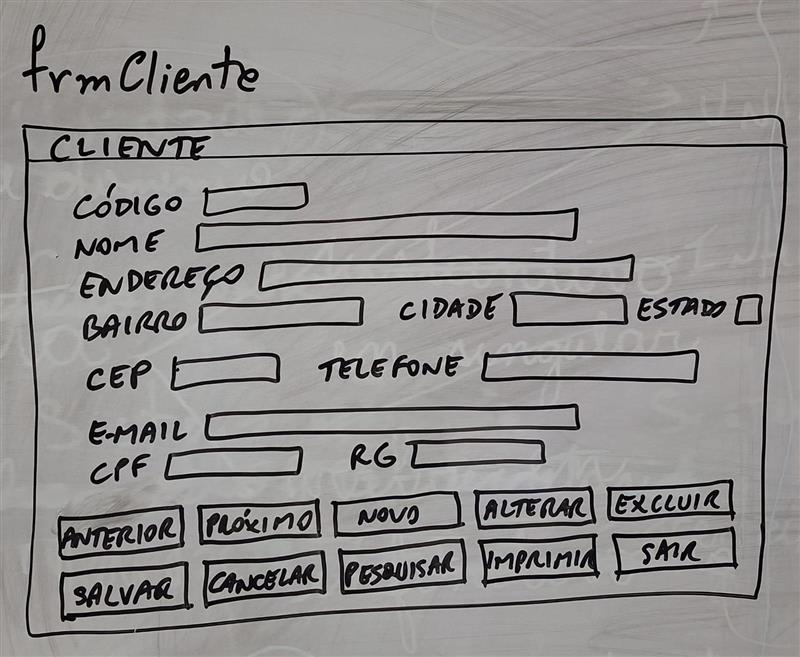 frmCliente
CLIENTE
CÓDIGO
NOME
ENDEREÇO
BAIRRO CIDADE ESTADO
CEP TELEFONE
E-MAIL
CPF RG
ANTERIOR PRÓXIMO NOVO ALTERAR EXCLUIR
SALVAR CANCELAR PESQUISAR IMPRIMIR SAIR